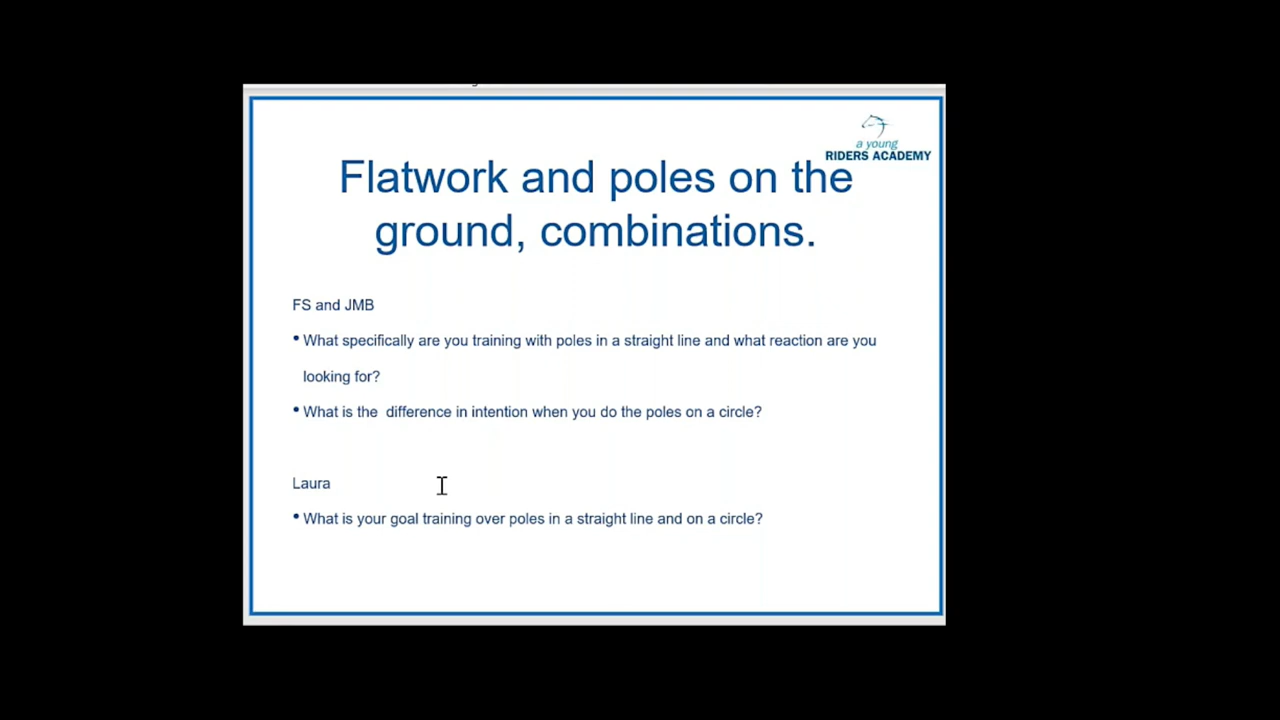 a young
RIDERS ACADEMY
Flatwork and poles on the
ground, combinations.
FS and JMB
• What specifically are you training with poles in a straight line and what reaction are you
looking for?
• What is the  difference in intention when you do the poles on a circle?
Laura
• What is your goal training over poles in a straight line and on a circle?